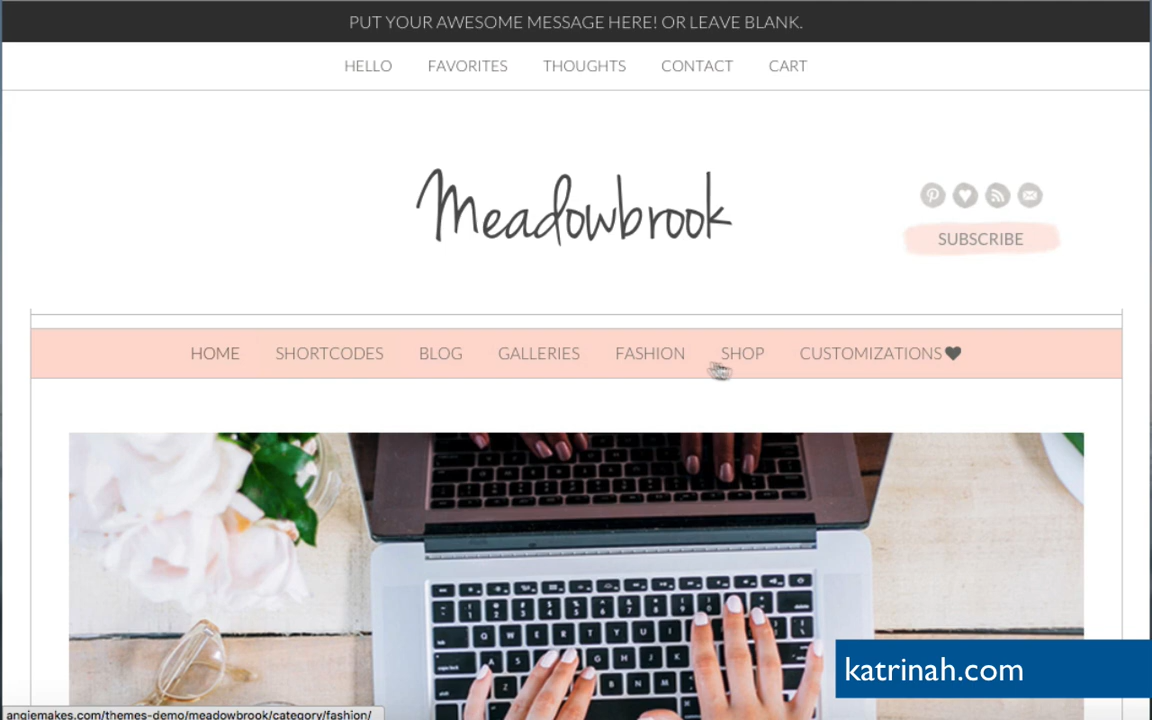 PUT YOUR AWESOME MESSAGE HERE! OR LEAVE BLANK.
HELLO FAVORITES THOUGHTS CONTACT CART
Meadowbrook
SUBSCRIBE
HOME SHORTCODES BLOG GALLERIES FASHION SHOP CUSTOMIZATIONS
katrinah.com
angiemakes.com/themes-demo/meadowbrook/category/fashion/